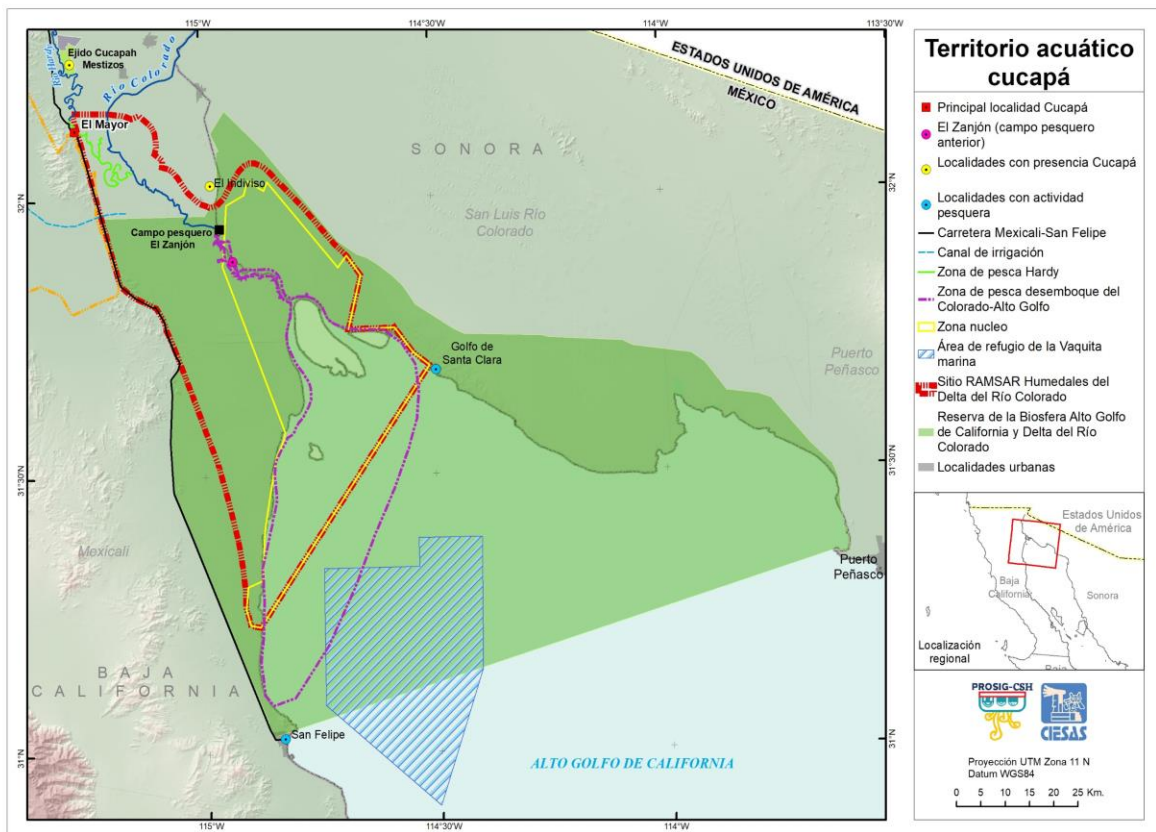 115°W
114°30'W
114°W
113°30'W
ESTADOS UNIDOS DE AMÉRICA
MÉXICO
Ejido Cucapah
Mestizos
Río Hardy
Río Colorado
El Mayor
SONORA
El Indiviso
32°N
32°N
San Luis Río
Colorado
Campo pesquero
El Zanjón
Golfo de
Santa Clara
Puerto
Peñasco
31°30'N
31°30'N
Mexicali
Puerto
Peñasco
BAJA
CALIFORNIA
San Felipe
31°N
31°N
ALTO GOLFO DE CALIFORNIA
115°W
114°30'W
114°W
Territorio acuático
cucapá
Principal localidad Cucapá
El Zanjón (campo pesquero
anterior)
Localidades con presencia Cucapá
Localidades con actividad
pesquera
Carretera Mexicali-San Felipe
Canal de irrigación
Zona de pesca Hardy
Zona de pesca desemboque del
Colorado-Alto Golfo
Zona nucleo
Área de refugio de la Vaquita
marina
Sitio RAMSAR Humedales del
Delta del Río Colorado
Reserva de la Biosfera Alto Golfo
de California y Delta del Río
Colorado
Localidades urbanas
Estados Unidos
de América
Baja
California
Sonora
Localización
regional
Baja
PROSIG-CSH
CIESAS
Proyección UTM Zona 11 N
Datum WGS84
0 5 10 15 20 25 Km.